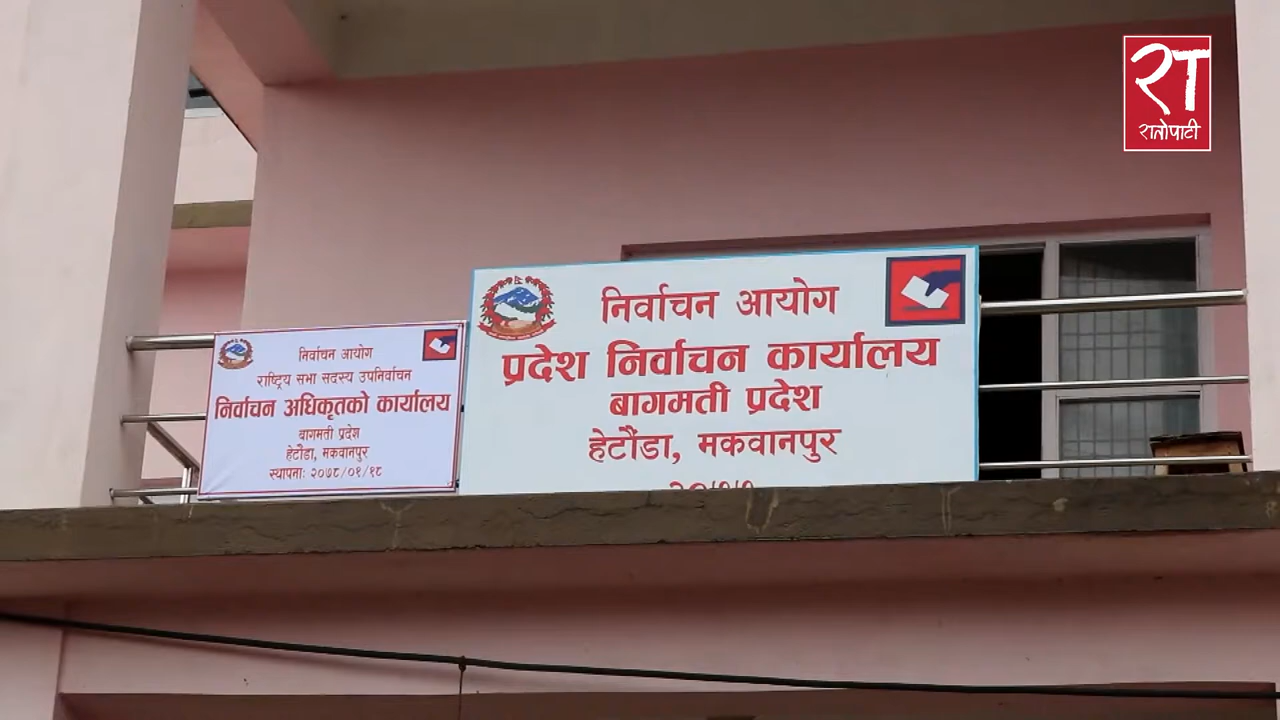 निर्वाचन आयोग
राष्ट्रिय सभा सदस्य उपनिर्वाचन
निर्वाचन अधिकृतको कार्यालय
बागमती प्रदेश
हेटौंडा, मकवानपुर
स्थापनाः २०७८/०१/१८
निर्वाचन आयोग
प्रदेश निर्वाचन कार्यालय
बागमती प्रदेश
हेटौंडा, मकवानपुर
रा
रातोपाटी